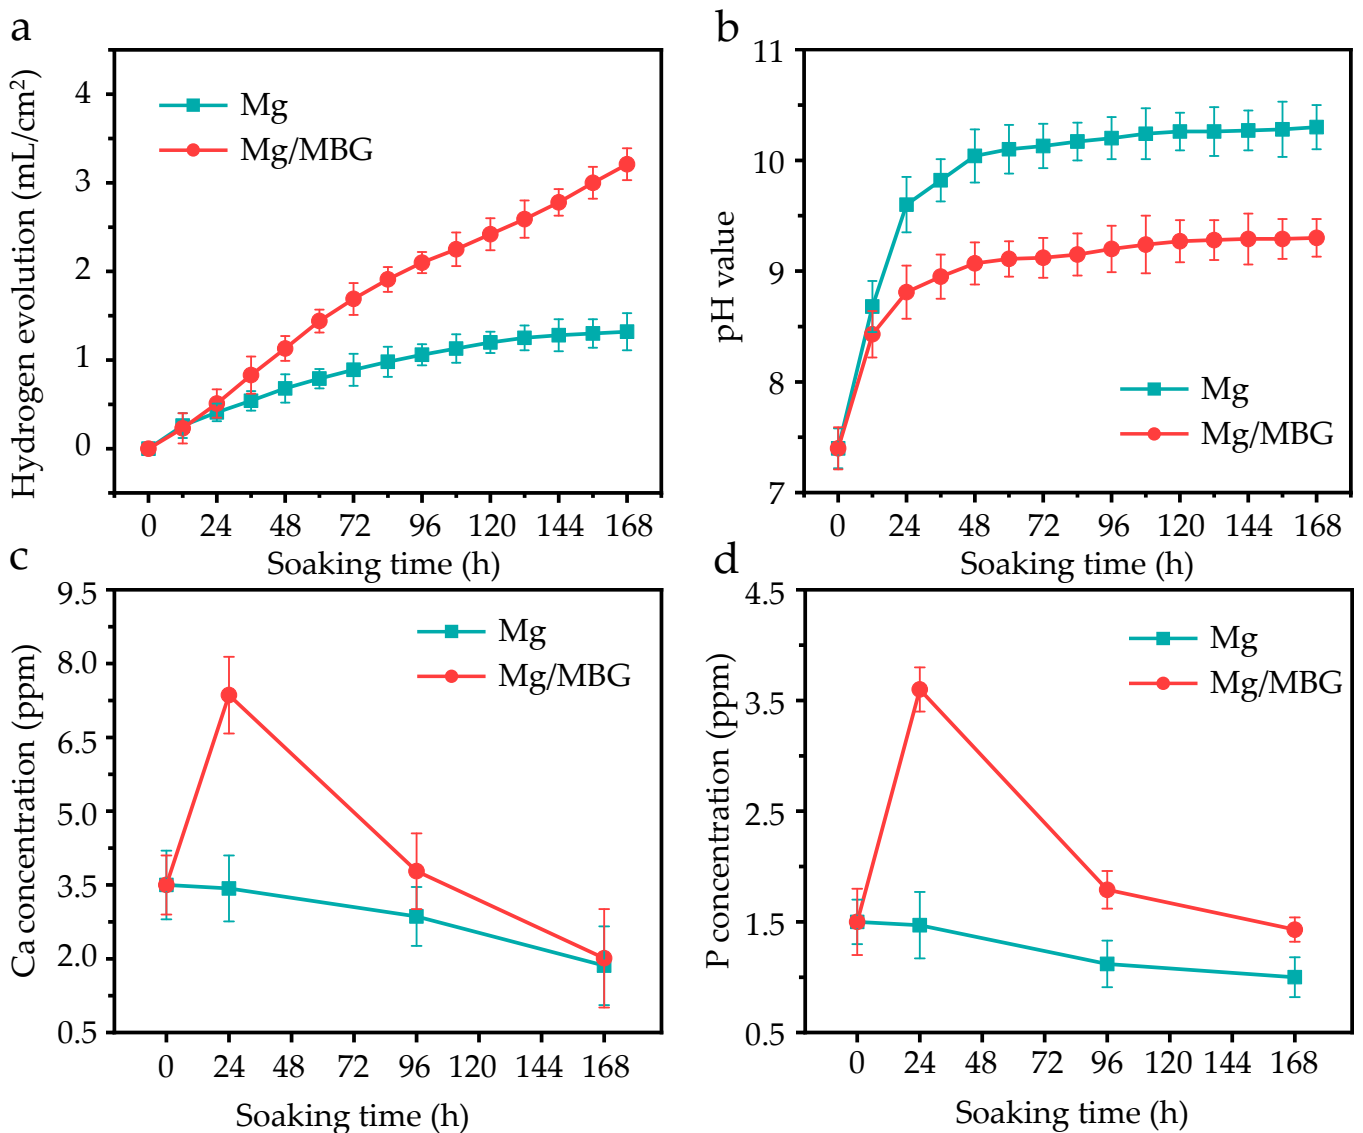 a
Hydrogen evolution (mL/cm²)
4
3
2
1
0
Mg
Mg/MBG
0 24 48 72 96 120 144 168
Soaking time (h)
b
pH value
11
10
9
8
7
Mg
Mg/MBG
0 24 48 72 96 120 144 168
Soaking time (h)
c
Ca concentration (ppm)
9.5
8.0
6.5
5.0
3.5
2.0
0.5
Mg
Mg/MBG
0 24 48 72 96 120 144 168
Soaking time (h)
d
P concentration (ppm)
4.5
3.5
2.5
1.5
0.5
Mg
Mg/MBG
0 24 48 72 96 120 144 168
Soaking time (h)